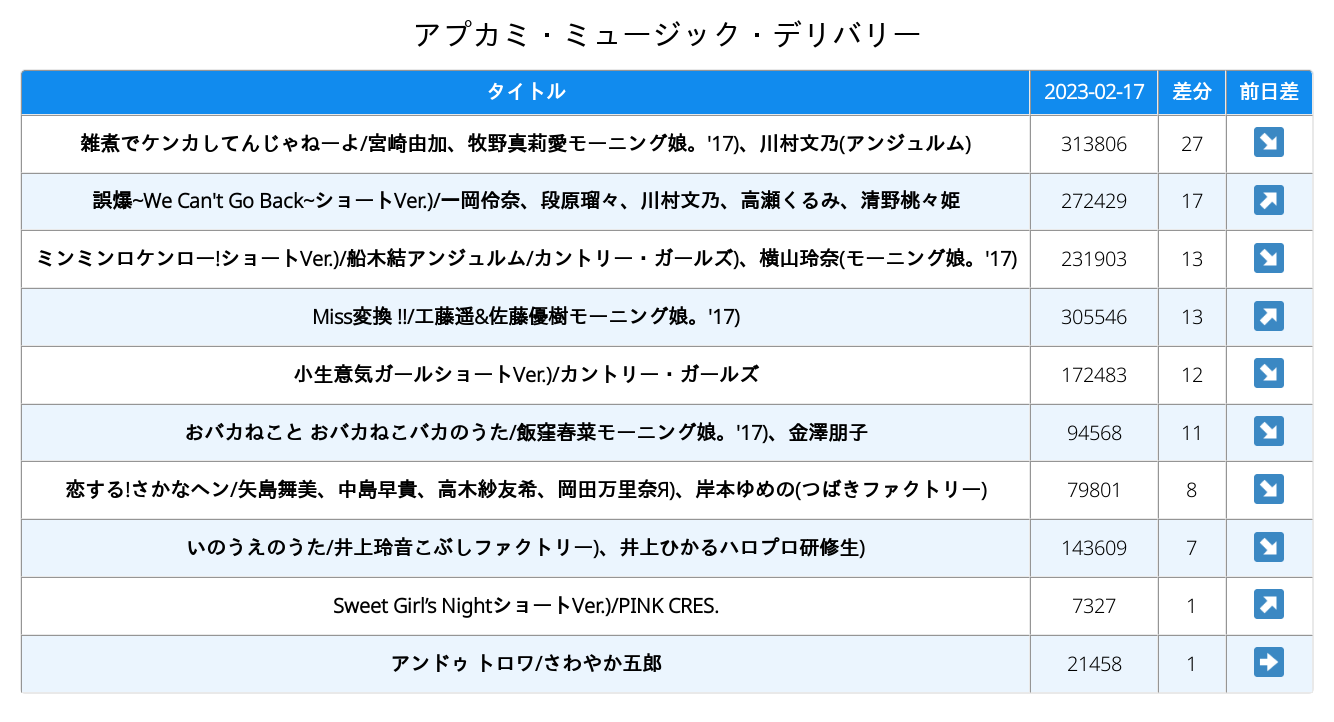 アプカミ・ミュージック・デリバリー
タイトル 2023-02-17 差分 前日差
雑煮でケンカしてんじゃねーよ/宮崎由加、牧野真莉愛モーニング娘。'17)、川村文乃(アンジュルム) 313806 27 ↘
誤爆~We Can't Go Back~ショートVer.)/一岡伶奈、段原瑠々、川村文乃、高瀬くるみ、清野桃々姫 272429 17 ↗
ミンミンロケンロー!ショートVer.)/船木結アンジュルム/カントリー・ガールズ)、横山玲奈(モーニング娘。'17) 231903 13 ↘
Miss変換 !!/工藤遥&佐藤優樹モーニング娘。'17) 305546 13 ↗
小生意気ガールショートVer.)/カントリー・ガールズ 172483 12 ↘
おバカねこと おバカねこバカのうた/飯窪春菜モーニング娘。'17)、金澤朋子 94568 11 ↘
恋する!さかなヘン/矢島舞美、中島早貴、高木紗友希、岡田万里奈Я)、岸本ゆめの(つばきファクトリー) 79801 8 ↘
いのうえのうた/井上玲音こぶしファクトリー)、井上ひかるハロプロ研修生) 143609 7 ↘
Sweet Girl’s NightショートVer.)/PINK CRES. 7327 1 ↗
アンドゥ トロワ/さわやか五郎 21458 1 →